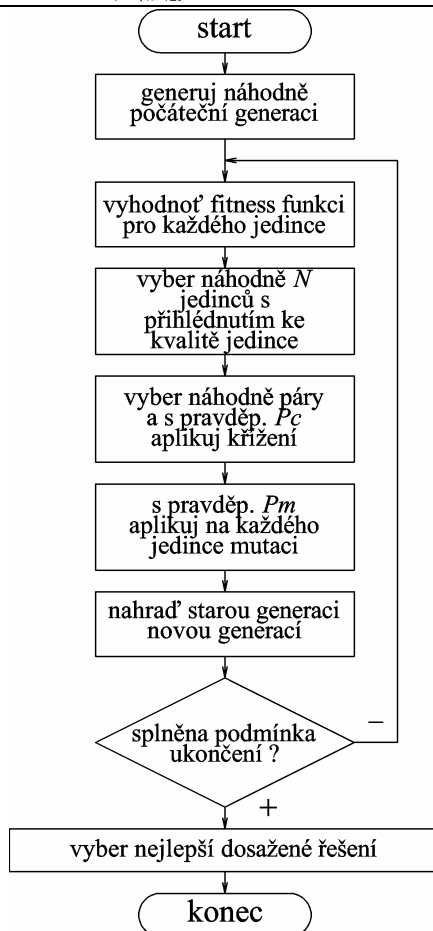 start
generuj náhodně
počáteční generaci
vyhodnoť fitness funkci
pro každého jedince
vyber náhodně N
jedinců s
přihlédnutím ke
kvalitě jedince
vyber náhodně páry
a s pravděp. Pc
aplikuj křížení
s pravděp. Pm
aplikuj na každého
jedince mutaci
nahraď starou generaci
novou generací
splněna podmínka
ukončení ?
−
+
vyber nejlepší dosažené řešení
konec